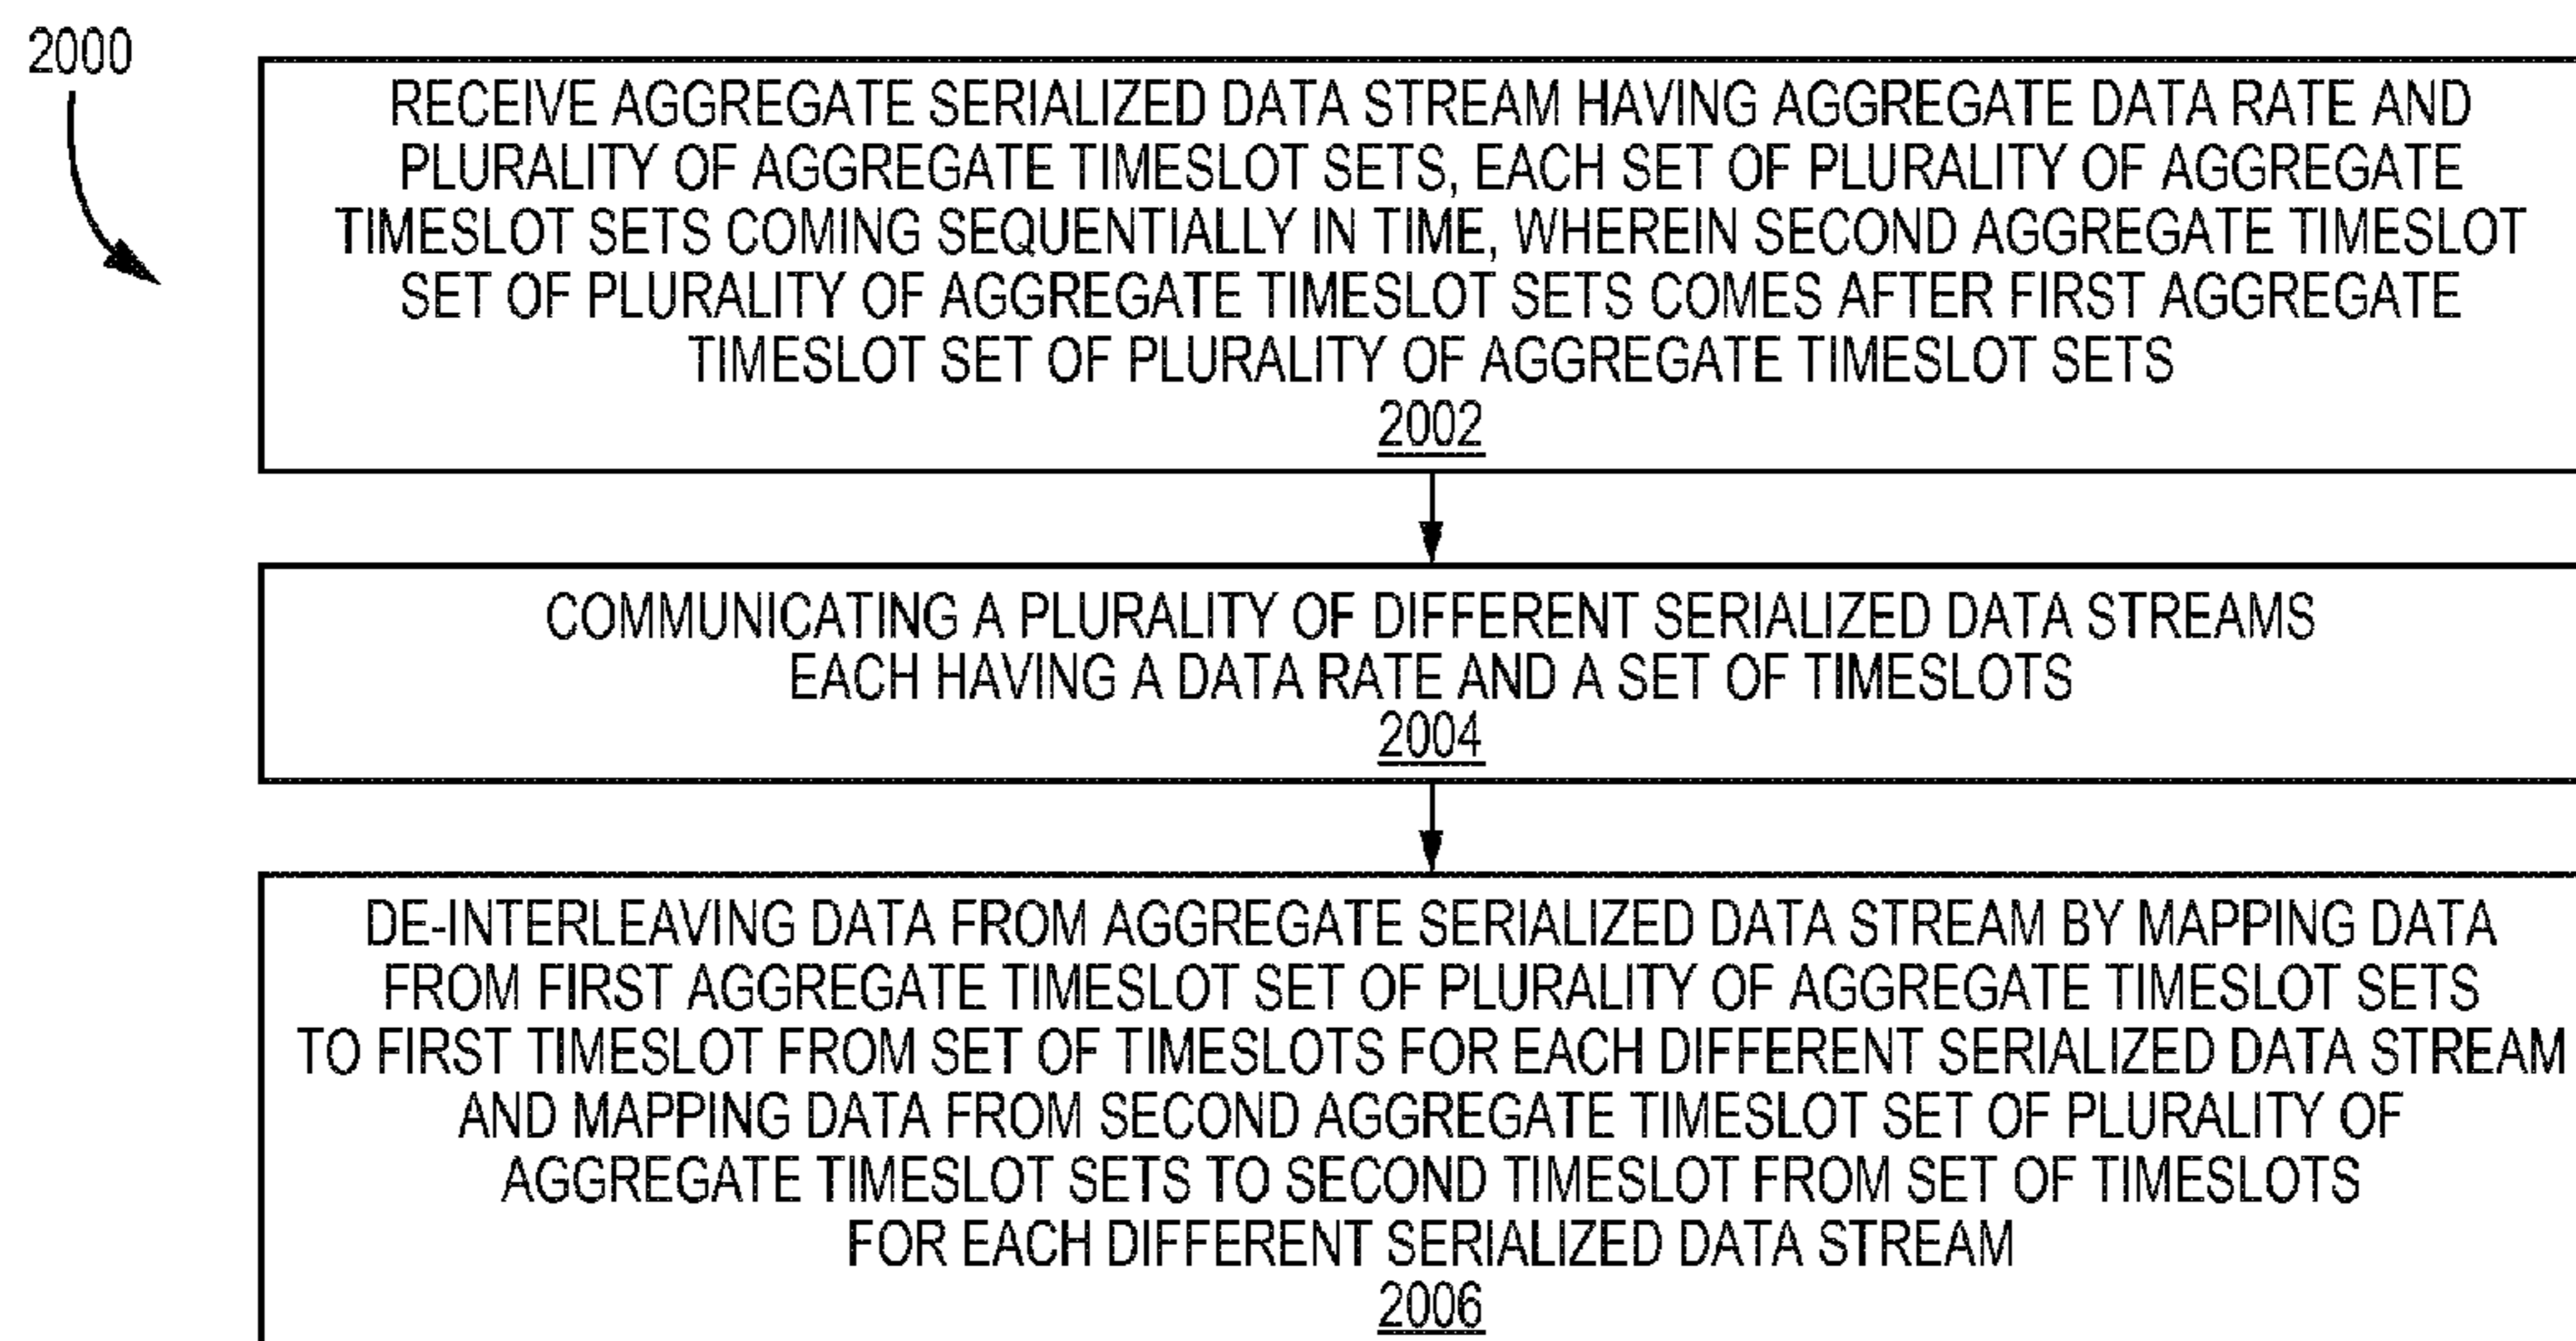 2000
RECEIVE AGGREGATE SERIALIZED DATA STREAM HAVING AGGREGATE DATA RATE AND
PLURALITY OF AGGREGATE TIMESLOT SETS, EACH SET OF PLURALITY OF AGGREGATE
TIMESLOT SETS COMING SEQUENTIALLY IN TIME, WHEREIN SECOND AGGREGATE TIMESLOT
SET OF PLURALITY OF AGGREGATE TIMESLOT SETS COMES AFTER FIRST AGGREGATE
TIMESLOT SET OF PLURALITY OF AGGREGATE TIMESLOT SETS
2002
COMMUNICATING A PLURALITY OF DIFFERENT SERIALIZED DATA STREAMS
EACH HAVING A DATA RATE AND A SET OF TIMESLOTS
2004
DE-INTERLEAVING DATA FROM AGGREGATE SERIALIZED DATA STREAM BY MAPPING DATA
FROM FIRST AGGREGATE TIMESLOT SET OF PLURALITY OF AGGREGATE TIMESLOT SETS
TO FIRST TIMESLOT FROM SET OF TIMESLOTS FOR EACH DIFFERENT SERIALIZED DATA STREAM
AND MAPPING DATA FROM SECOND AGGREGATE TIMESLOT SET OF PLURALITY OF
AGGREGATE TIMESLOT SETS TO SECOND TIMESLOT FROM SET OF TIMESLOTS
FOR EACH DIFFERENT SERIALIZED DATA STREAM
2006